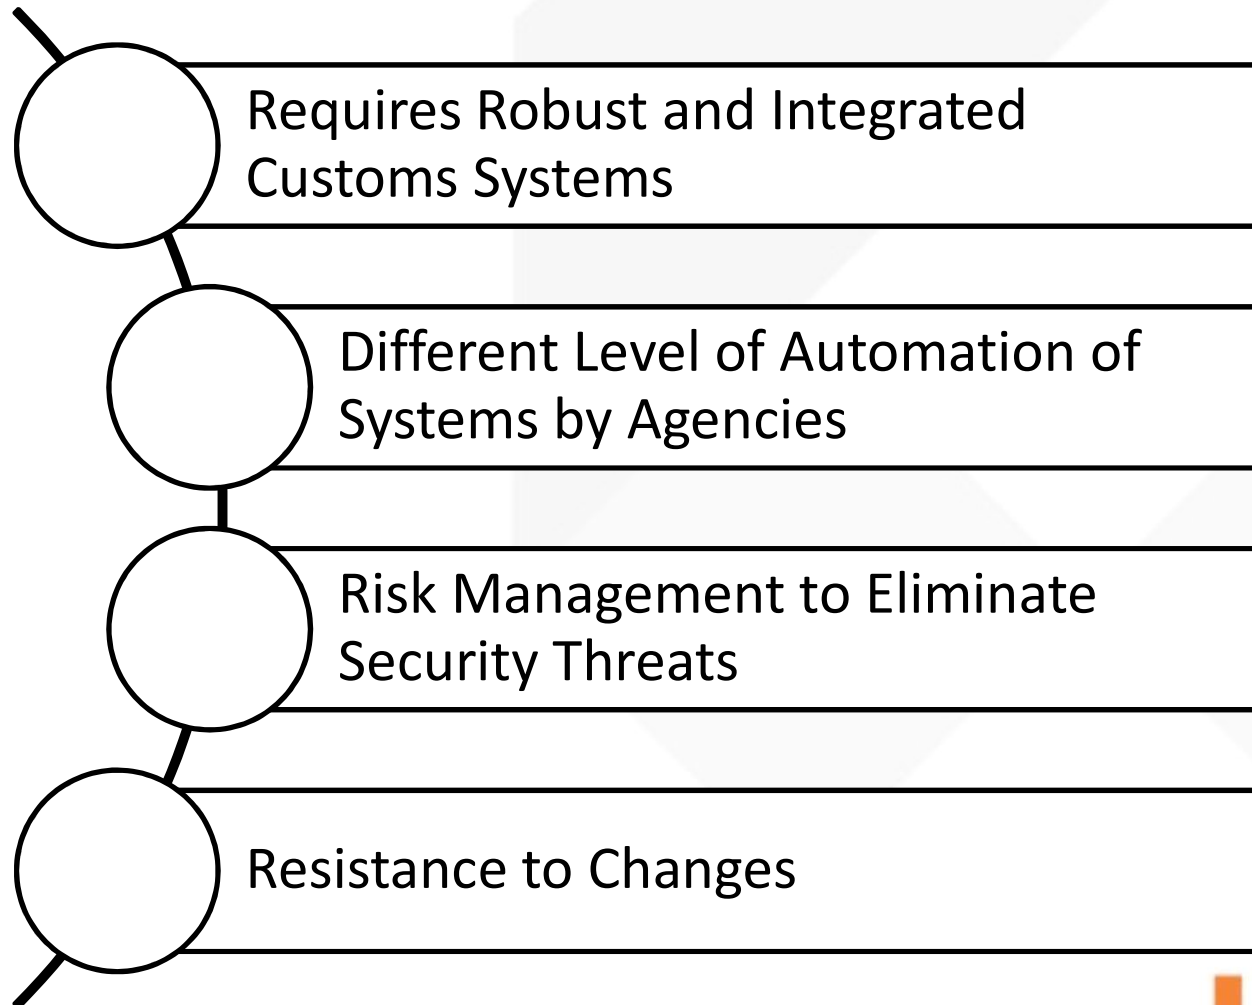 Requires Robust and Integrated
Customs Systems
Different Level of Automation of
Systems by Agencies
Risk Management to Eliminate
Security Threats
Resistance to Changes